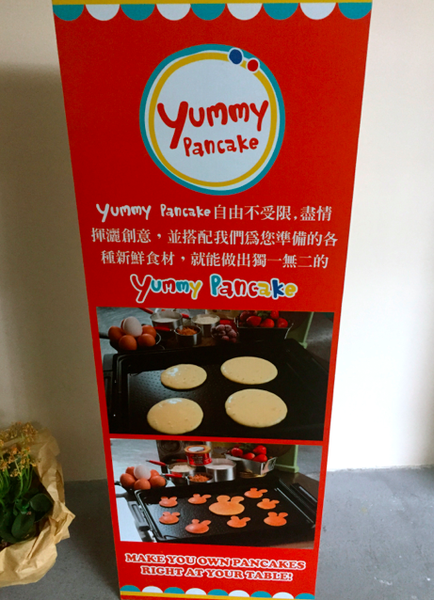 Yummy
Pancake
Yummy Pancake自由不受限,盡情
揮灑創意，並搭配我們爲您準備的各
種新鮮食材，就能做出獨一無二的
Yummy Pancake
MAKE YOU OWN PANCAKES
RIGHT AT YOUR TABLE!